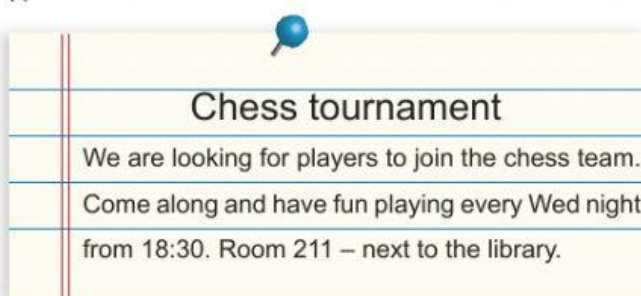 Chess tournament
We are looking for players to join the chess team.
Come along and have fun playing every Wed night
from 18:30. Room 211 – next to the library.